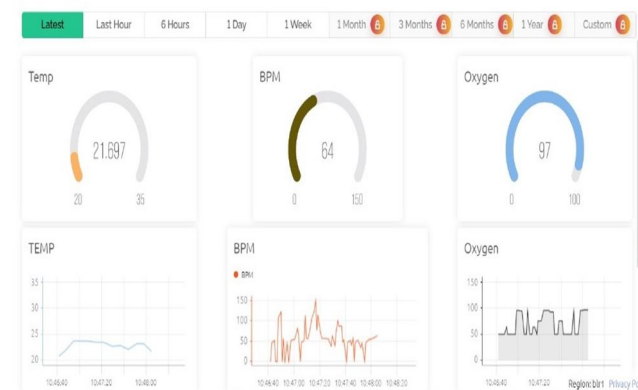 Latest Last Hour 6 Hours 1 Day 1 Week 1 Month 3 Months 6 Months 1 Year Custom
Temp BPM Oxygen
21.697 64 97
20 35 0 150 0 100
TEMP BPM Oxygen
BPM
35 150 150
30 100 100
25 50 50
20 0 0
10:46:40 10:47:20 10:48:00 10:46:40 10:47:00 10:47:20 10:47:40 10:48:00 10:48:20 10:46:40 10:47:20 Region: blr1 Privacy Po